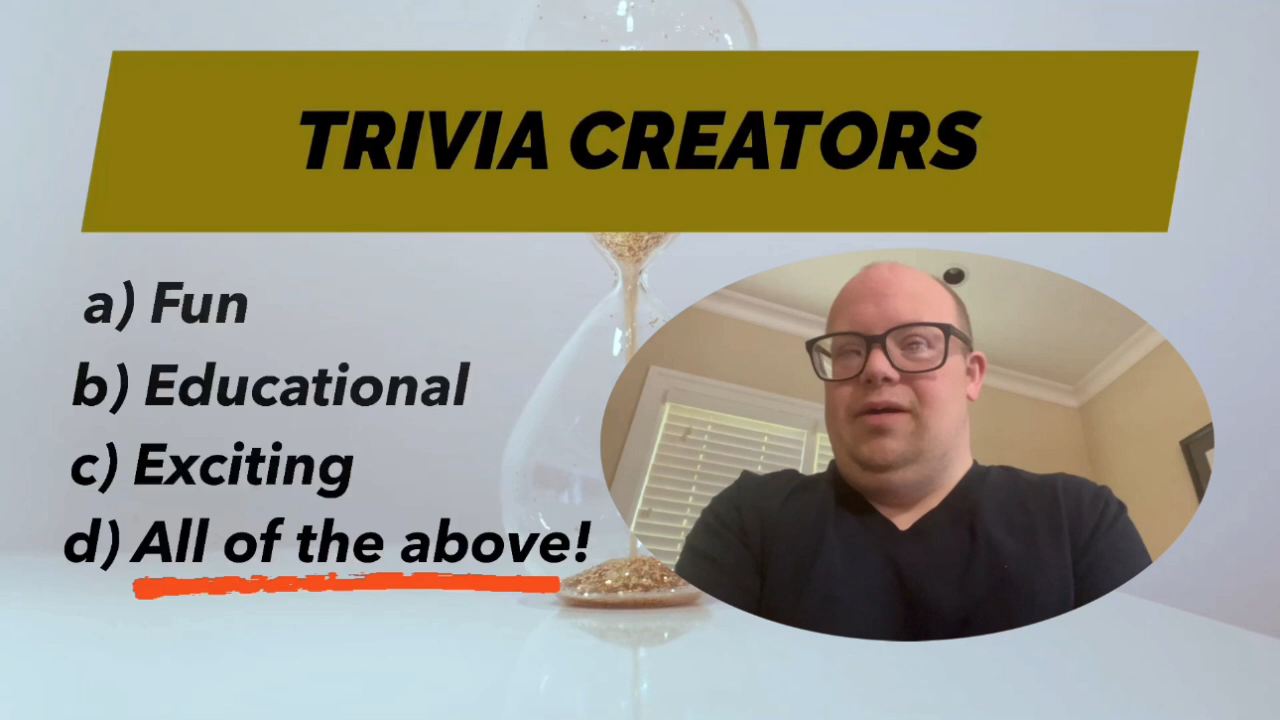 TRIVIA CREATORS
a) Fun
b) Educational
c) Exciting
d) All of the above!